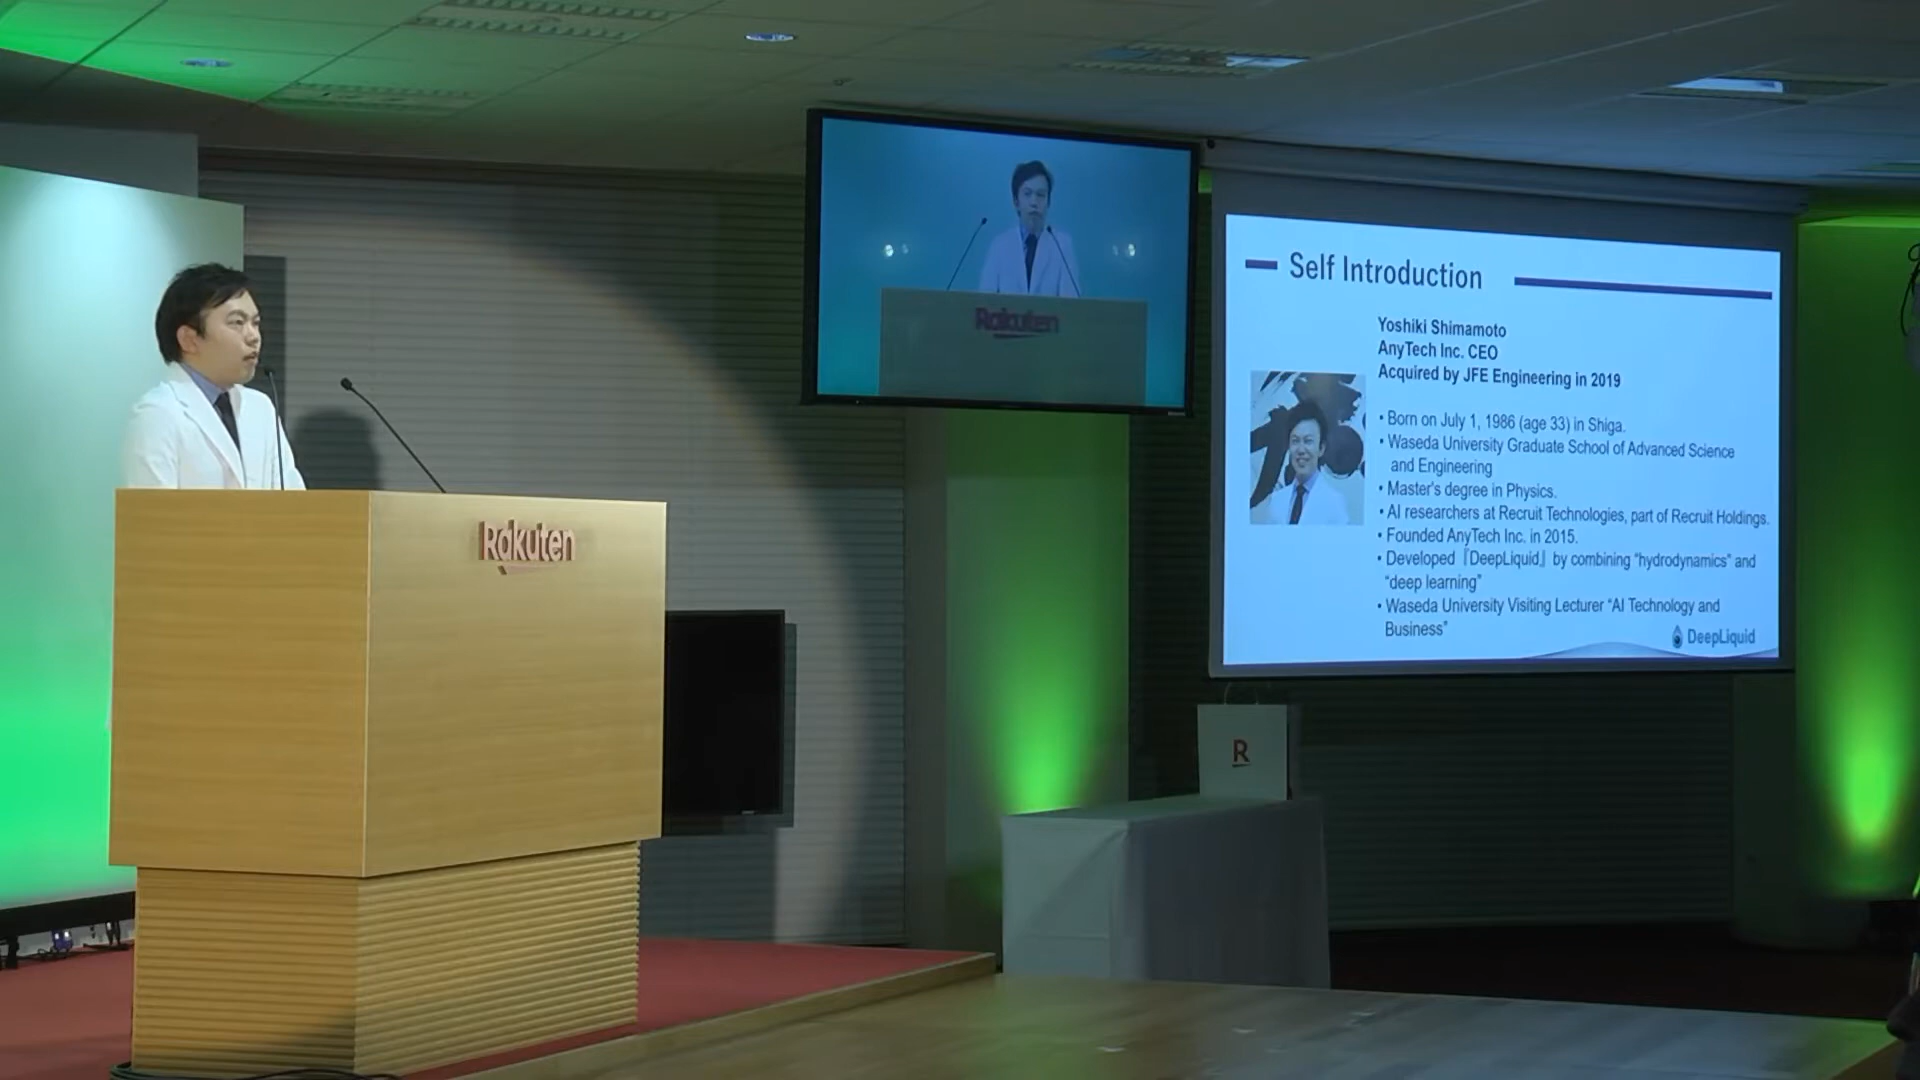 Rakuten
Rakuten
Self Introduction
Yoshiki Shimamoto
AnyTech Inc. CEO
Acquired by JFE Engineering in 2019
• Born on July 1, 1986 (age 33) in Shiga.
• Waseda University Graduate School of Advanced Science
and Engineering
• Master's degree in Physics.
• AI researchers at Recruit Technologies, part of Recruit Holdings.
• Founded AnyTech Inc. in 2015.
• Developed『DeepLiquid』by combining "hydrodynamics" and
"deep learning"
• Waseda University Visiting Lecturer "AI Technology and
Business"
DeepLiquid
R